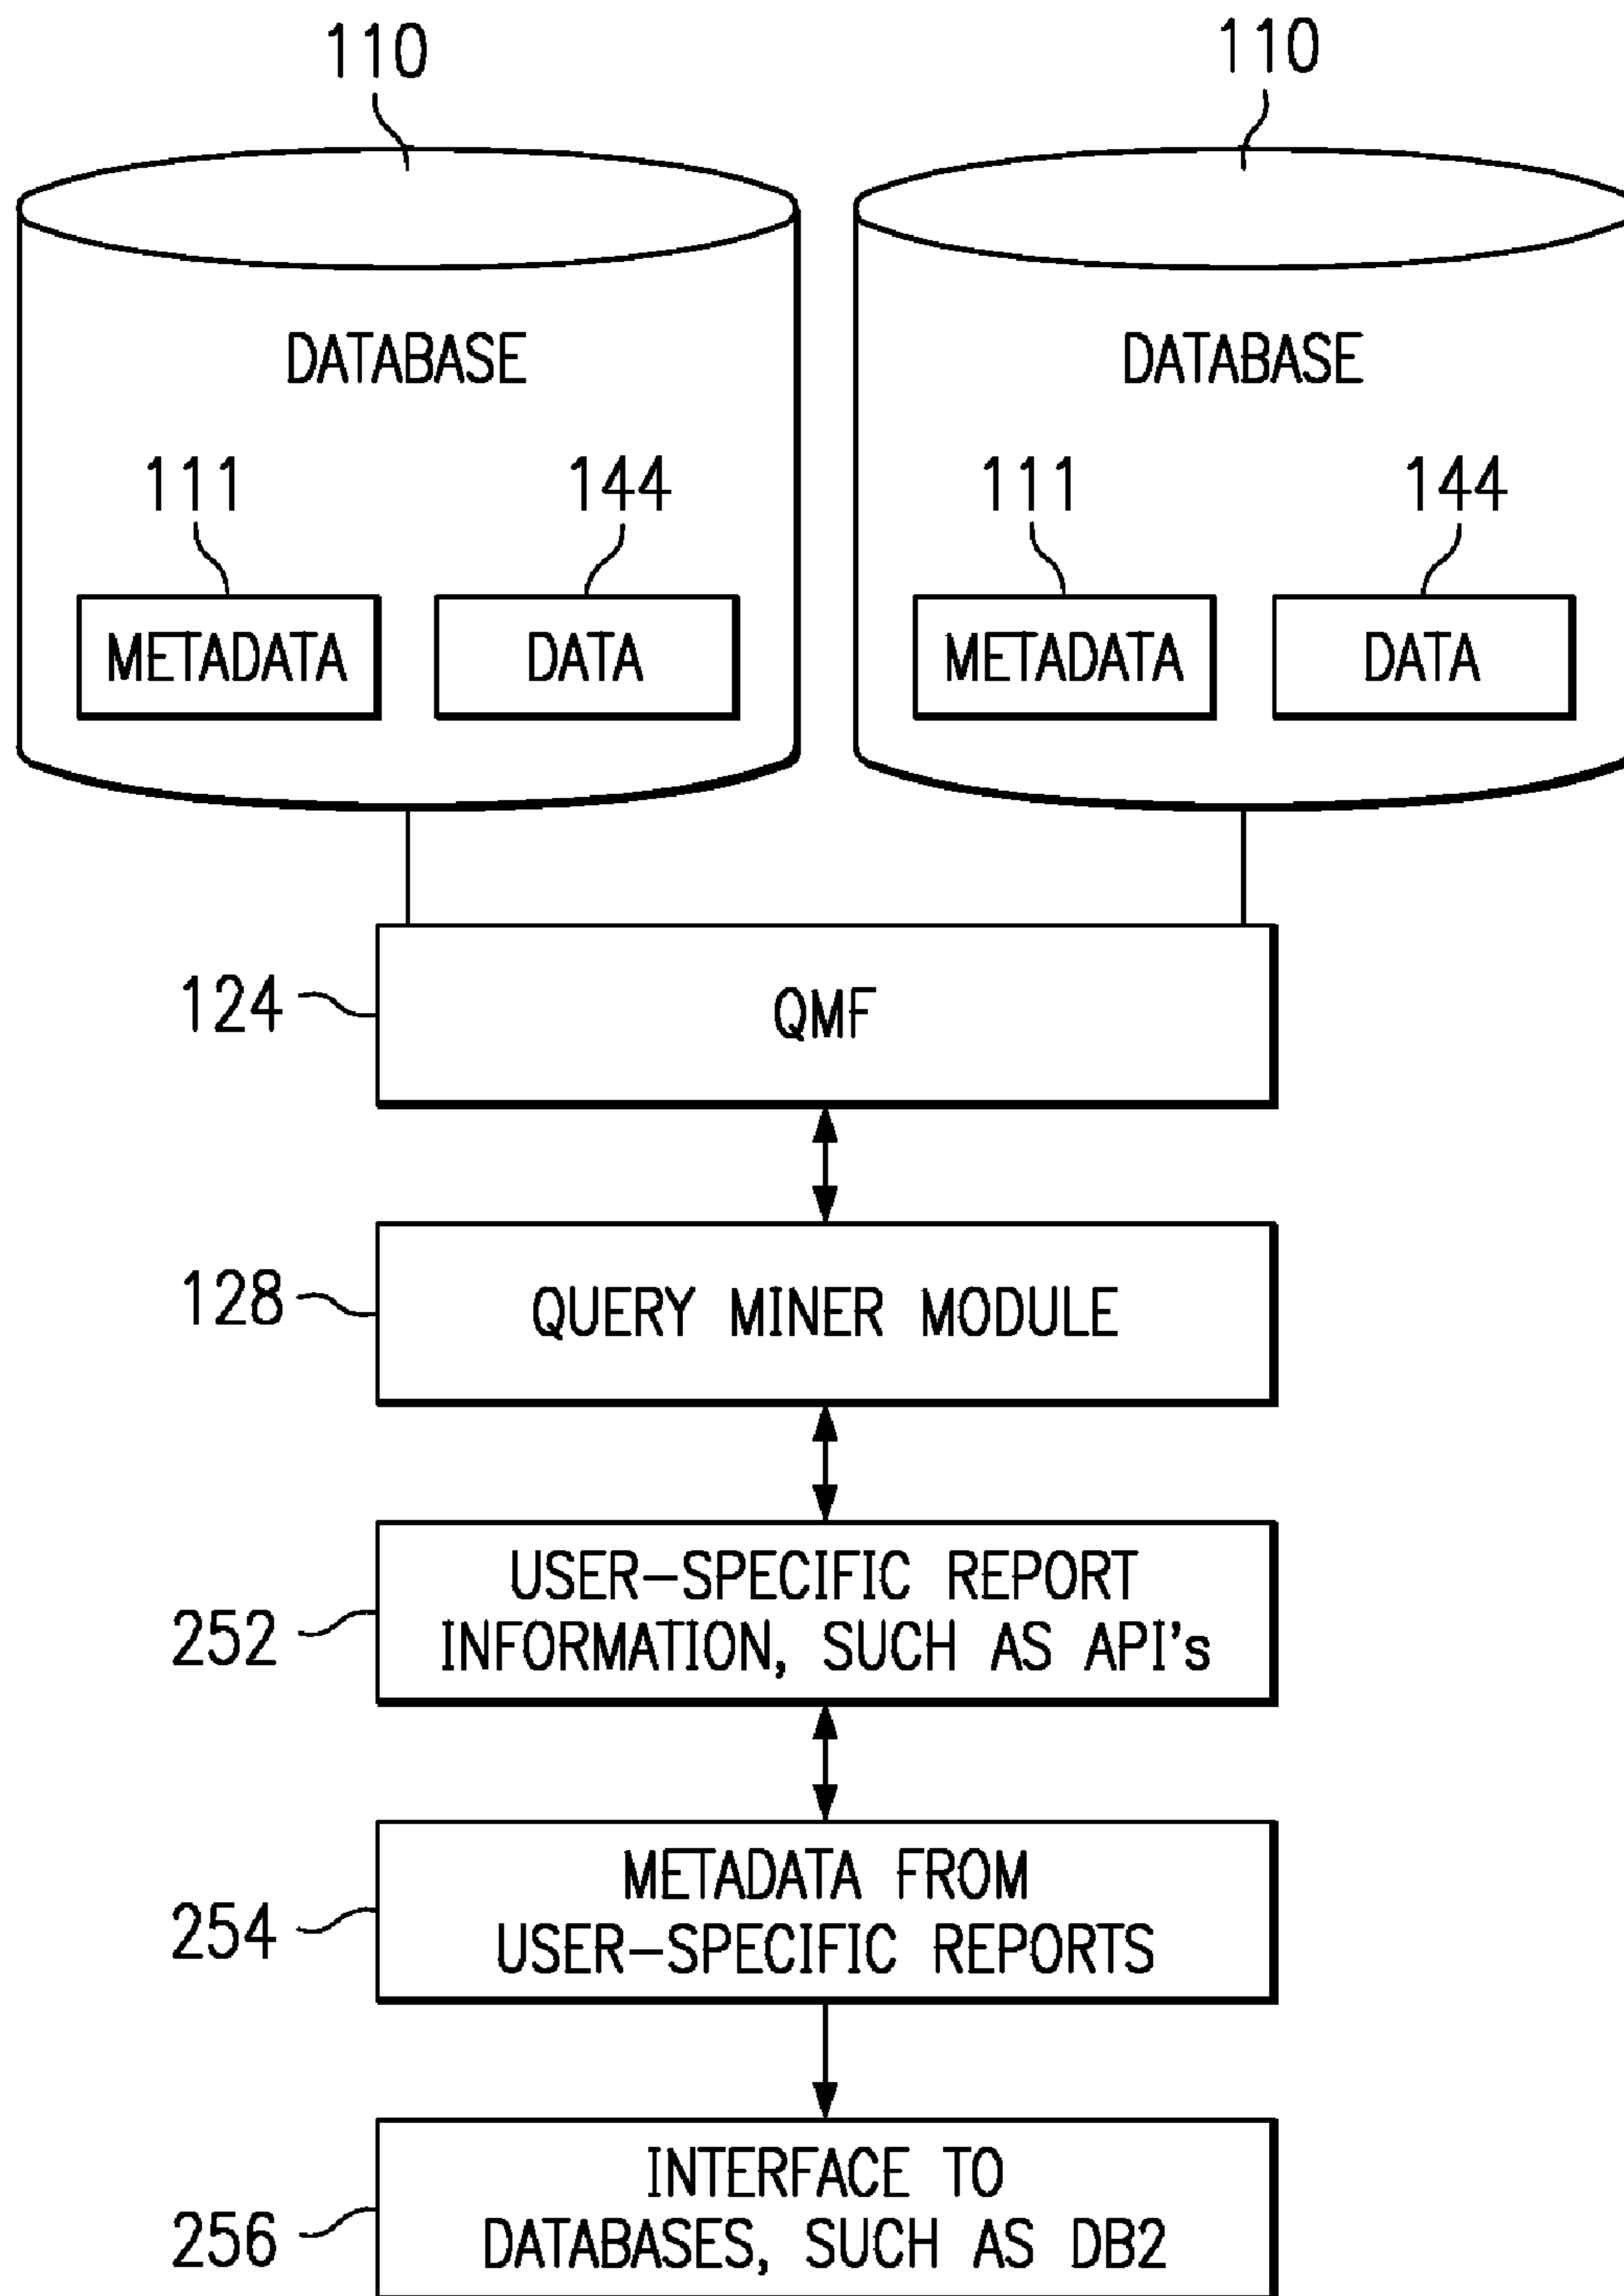 110
110
DATABASE
DATABASE
111
144
111
144
METADATA
DATA
METADATA
DATA
124
QMF
128
QUERY MINER MODULE
252
USER-SPECIFIC REPORT
INFORMATION, SUCH AS API's
254
METADATA FROM
USER-SPECIFIC REPORTS
256
INTERFACE TO
DATABASES, SUCH AS DB2